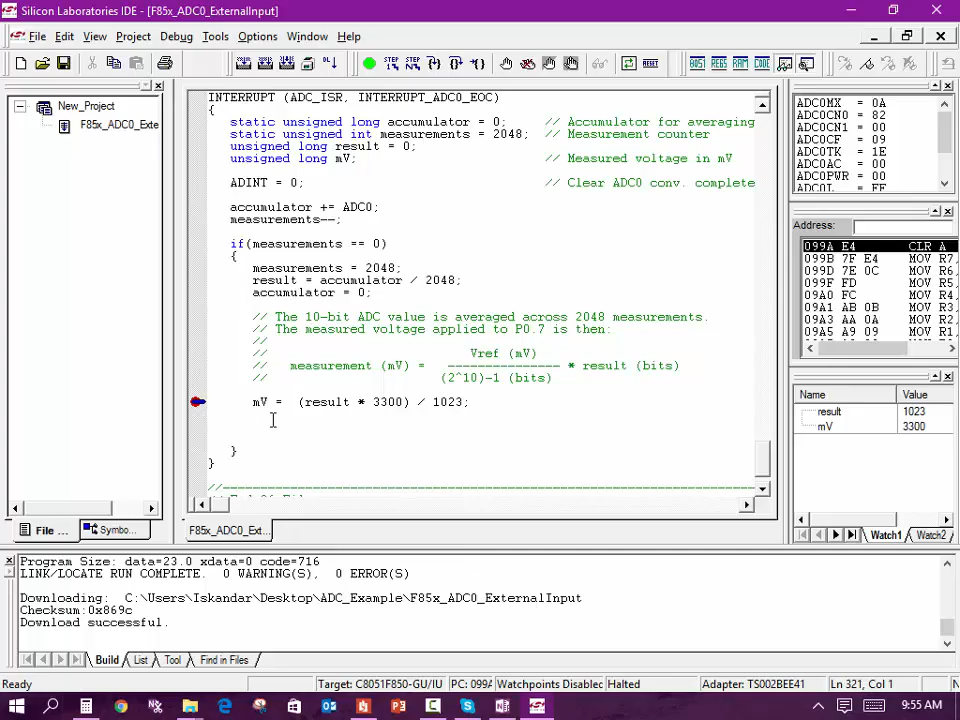 Silicon Laboratories IDE - [F85x_ADC0_ExternalInput]
File Edit View Project Debug Tools Options Window Help
New_Project
F85x_ADC0_Exte
File ... Symbo...
INTERRUPT (ADC_ISR, INTERRUPT_ADC0_EOC)
{
static unsigned long accumulator = 0; // Accumulator for averaging
static unsigned int measurements = 2048; // Measurement counter
unsigned long result = 0;
unsigned long mV; // Measured voltage in mV
ADINT = 0; // Clear ADC0 conv. complete
accumulator += ADC0;
measurements--;
if(measurements == 0)
{
measurements = 2048;
result = accumulator / 2048;
accumulator = 0;
// The 10-bit ADC value is averaged across 2048 measurements.
// The measured voltage applied to P0.7 is then:
//
// Vref (mV)
// measurement (mV) = --------------- * result (bits)
// (2^10)-1 (bits)
mV = (result * 3300) / 1023;
}
}
F85x_ADC0_Ext...
ADC0MX = 0A
ADC0CN0 = 82
ADC0CN1 = 00
ADC0CF = 09
ADC0TK = 1E
ADC0AC = 00
ADC0PWR = 00
ADC0L = FF
Address:
099A E4 CLR A
099B 7F E4 MOV R7,
099D 7E 0C MOV R6,
099F FD MOV R5,
09A0 FC MOV R4,
09A1 AB 0B MOV R3,
09A3 AA 0A MOV R2,
09A5 A9 09 MOV R1,
Name Value
result 1023
mV 3300
Watch1 Watch2
Program Size: data=23.0 xdata=0 code=716
LINK/LOCATE RUN COMPLETE. 0 WARNING(S), 0 ERROR(S)
Downloading: C:\Users\Iskandar\Desktop\ADC_Example\F85x_ADC0_ExternalInput
Checksum:0x869c
Download successful.
Build List Tool Find in Files
Ready Target: C8051F850-GU/IU PC: 099A Watchpoints Disablec Halted Adapter: TS002BEE41 Ln 321, Col 1
9:55 AM